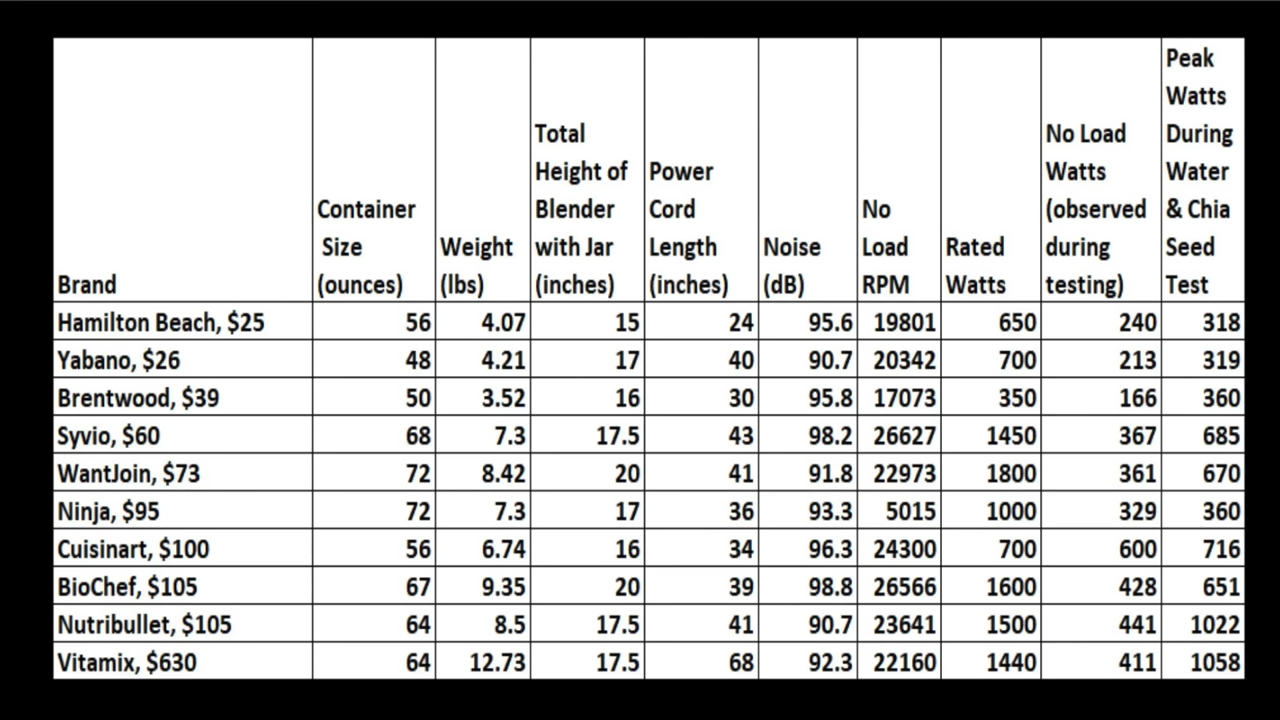 Brand Container Size (ounces) Weight (lbs) Total Height of Blender with Jar (inches) Power Cord Length (inches) Noise (dB) No Load RPM Rated Watts No Load Watts (observed during testing) Peak Watts During Water & Chia Seed Test
Hamilton Beach, $25 56 4.07 15 24 95.6 19801 650 240 318
Yabano, $26 48 4.21 17 40 90.7 20342 700 213 319
Brentwood, $39 50 3.52 16 30 95.8 17073 350 166 360
Syvio, $60 68 7.3 17.5 43 98.2 26627 1450 367 685
WantJoin, $73 72 8.42 20 41 91.8 22973 1800 361 670
Ninja, $95 72 7.3 17 36 93.3 5015 1000 329 360
Cuisinart, $100 56 6.74 16 34 96.3 24300 700 600 716
BioChef, $105 67 9.35 20 39 98.8 26566 1600 428 651
Nutribullet, $105 64 8.5 17.5 41 90.7 23641 1500 441 1022
Vitamix, $630 64 12.73 17.5 68 92.3 22160 1440 411 1058